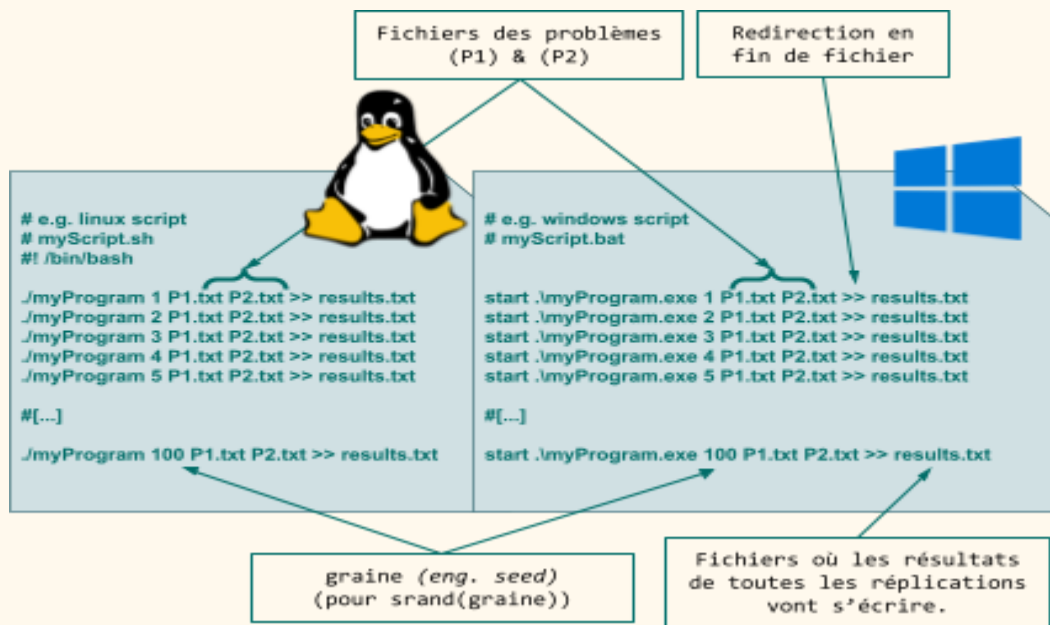 Fichiers des problèmes
(P1) & (P2)
Redirection en
fin de fichier
# e.g. linux script
# myScript.sh
#! /bin/bash
./myProgram 1 P1.txt P2.txt >> results.txt
./myProgram 2 P1.txt P2.txt >> results.txt
./myProgram 3 P1.txt P2.txt >> results.txt
./myProgram 4 P1.txt P2.txt >> results.txt
./myProgram 5 P1.txt P2.txt >> results.txt
#[...]
./myProgram 100 P1.txt P2.txt >> results.txt
# e.g. windows script
# myScript.bat
start .\myProgram.exe 1 P1.txt P2.txt >> results.txt
start .\myProgram.exe 2 P1.txt P2.txt >> results.txt
start .\myProgram.exe 3 P1.txt P2.txt >> results.txt
start .\myProgram.exe 4 P1.txt P2.txt >> results.txt
start .\myProgram.exe 5 P1.txt P2.txt >> results.txt
#[...]
start .\myProgram.exe 100 P1.txt P2.txt >> results.txt
graine (eng. seed)
(pour srand(graine))
Fichiers où les résultats
de toutes les réplications
vont s'écrire.